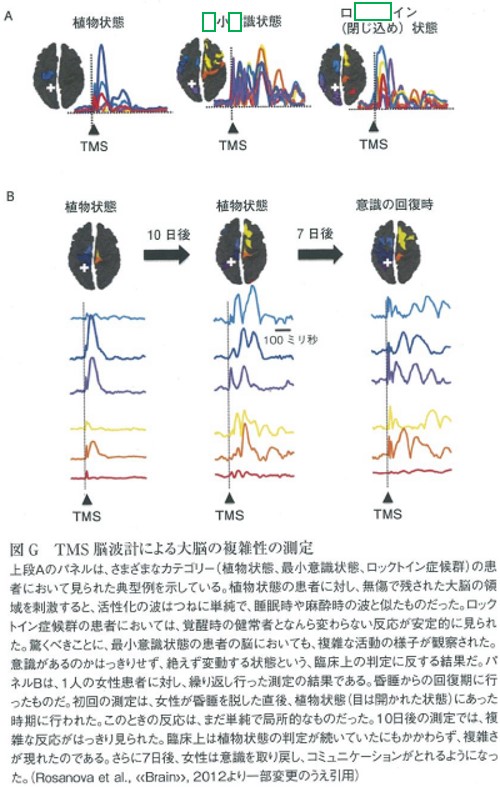 A
植物状態
小 識状態
ロ イン
(閉じ込め)状態
TMS
TMS
TMS
B
植物状態
10日後
植物状態
7日後
意識の回復時
100ミリ秒
TMS
TMS
TMS
図G TMS脳波計による大脳の複雑性の測定
上段Aのパネルは、さまざまなカテゴリー(植物状態、最小意識状態、ロックトイン症候群)の患
者において見られた典型例を示している。植物状態の患者に対し、無傷で残された大脳の領
域を刺激すると、活性化の波はつねに単純で、睡眠時や麻酔時の波と似たものだった。ロッ
クトイン症候群の患者においては、覚醒時の健常者となんら変わらない反応が安定的に見られ
た。驚くべきことに、最小意識状態の患者の脳においても、複雑な活動の様子が観察された。
意識があるのかはっきりせず、絶えず変動する状態という、臨床上の判定に反する結果だ。パ
ネルBは、1人の女性患者に対し、繰り返し行った測定の結果である。昏睡からの回復期に行
ったものだ。初回の測定は、女性が昏睡を脱した直後、植物状態(目は開かれた状態)にあった
時期に行われた。このときの反応は、まだ単純で局所的なものだった。10日後の測定では、複
雑な反応がはっきり見られた。臨床上は植物状態の判定が続いていたにもかかわらず、複雑さ
が現れたのである。さらに7日後、女性は意識を取り戻し、コミュニケーションがとれるようになっ
た。(Rosanova et al., «Brain», 2012より一部変更のうえ引用)